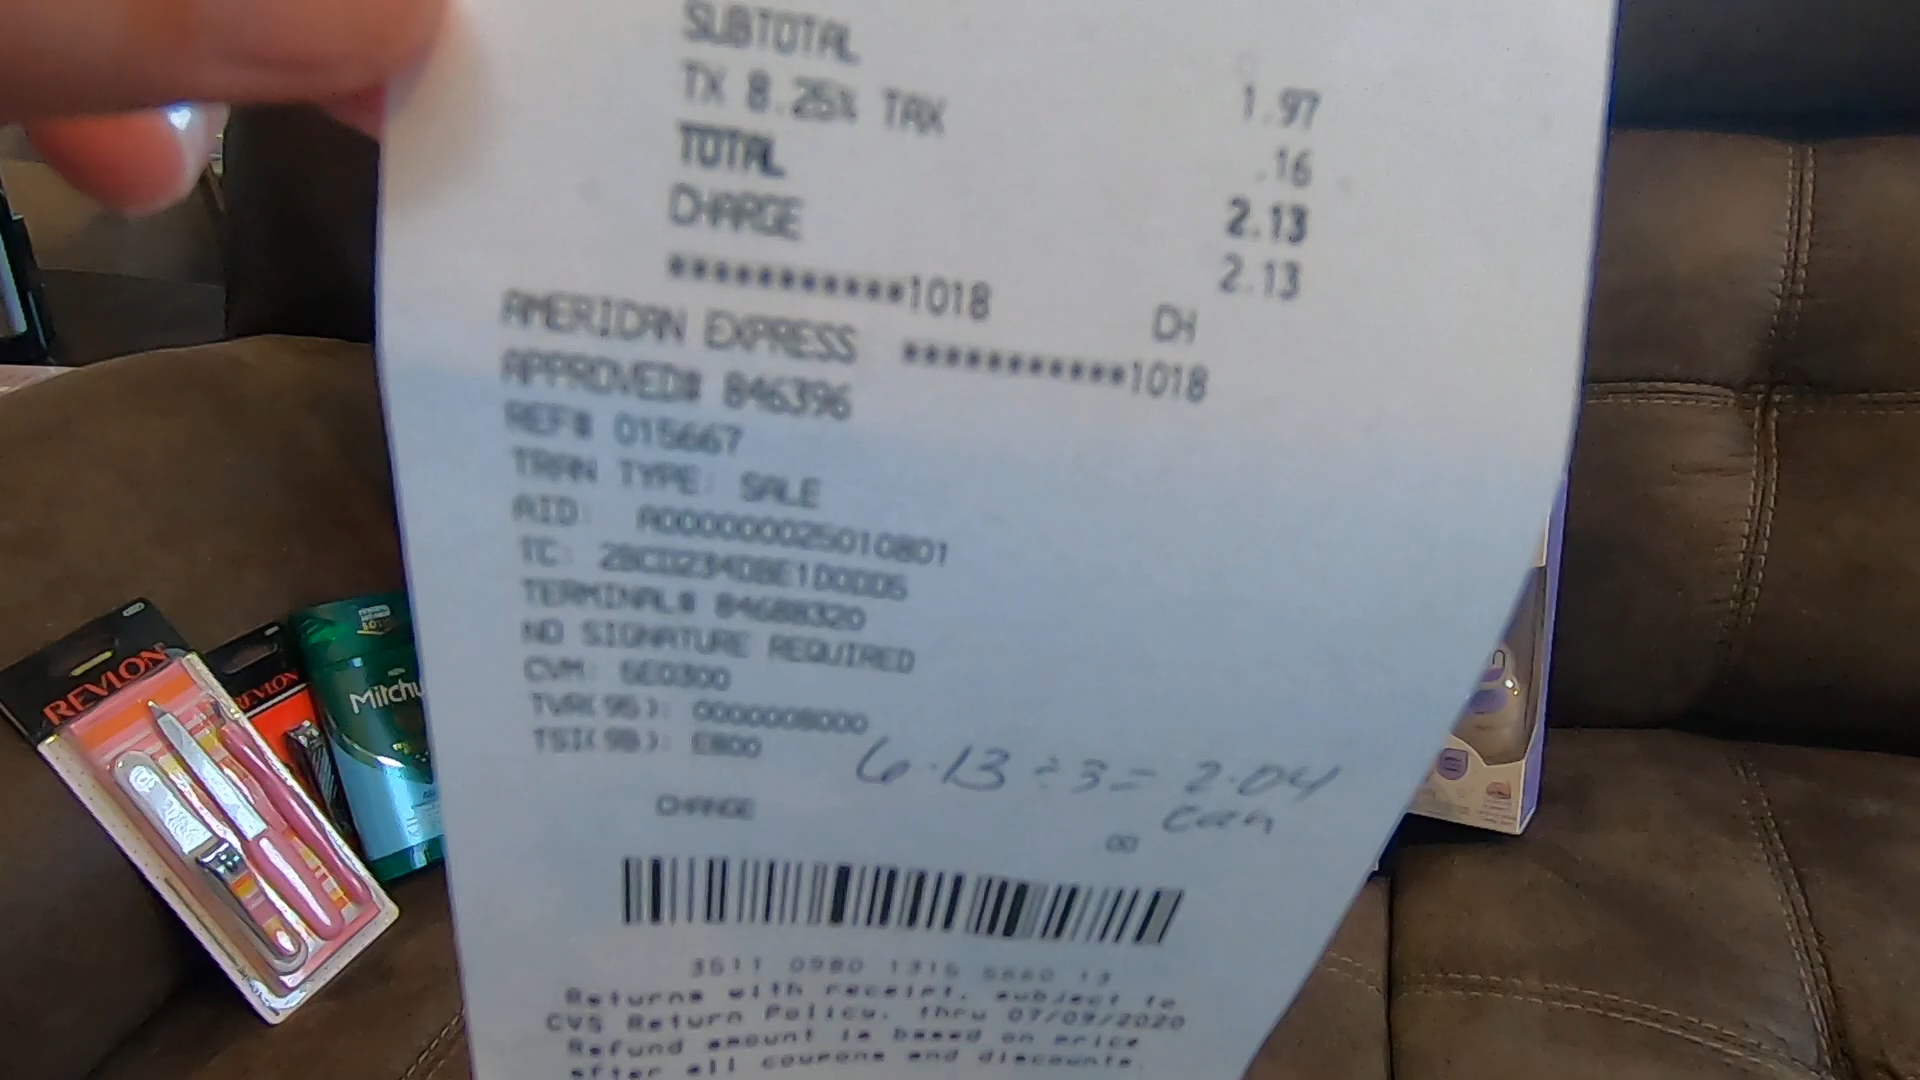 SUBTOTAL 1.97
TX 8.25% TAX .16
TOTAL 2.13
CHARGE 2.13
***********1018 CH
AMERICAN EXPRESS ***********1018
APPROVED# 846396
REF# 015667
TRAN TYPE: SALE
AID: A000000025010801
TC:
TERMINAL# 84688320
NO SIGNATURE REQUIRED
CVM: 5E0300
TVR(95): 0000008000
TSI(9B): E800
6.13 ÷ 3 = 2.04
CHANGE .00
Returns with receipt, subject to
CVS Return Policy, thru 07/09/2020
Refund amount is based on price
after all coupons and discounts.
REVLON
REVLON
Mitchu